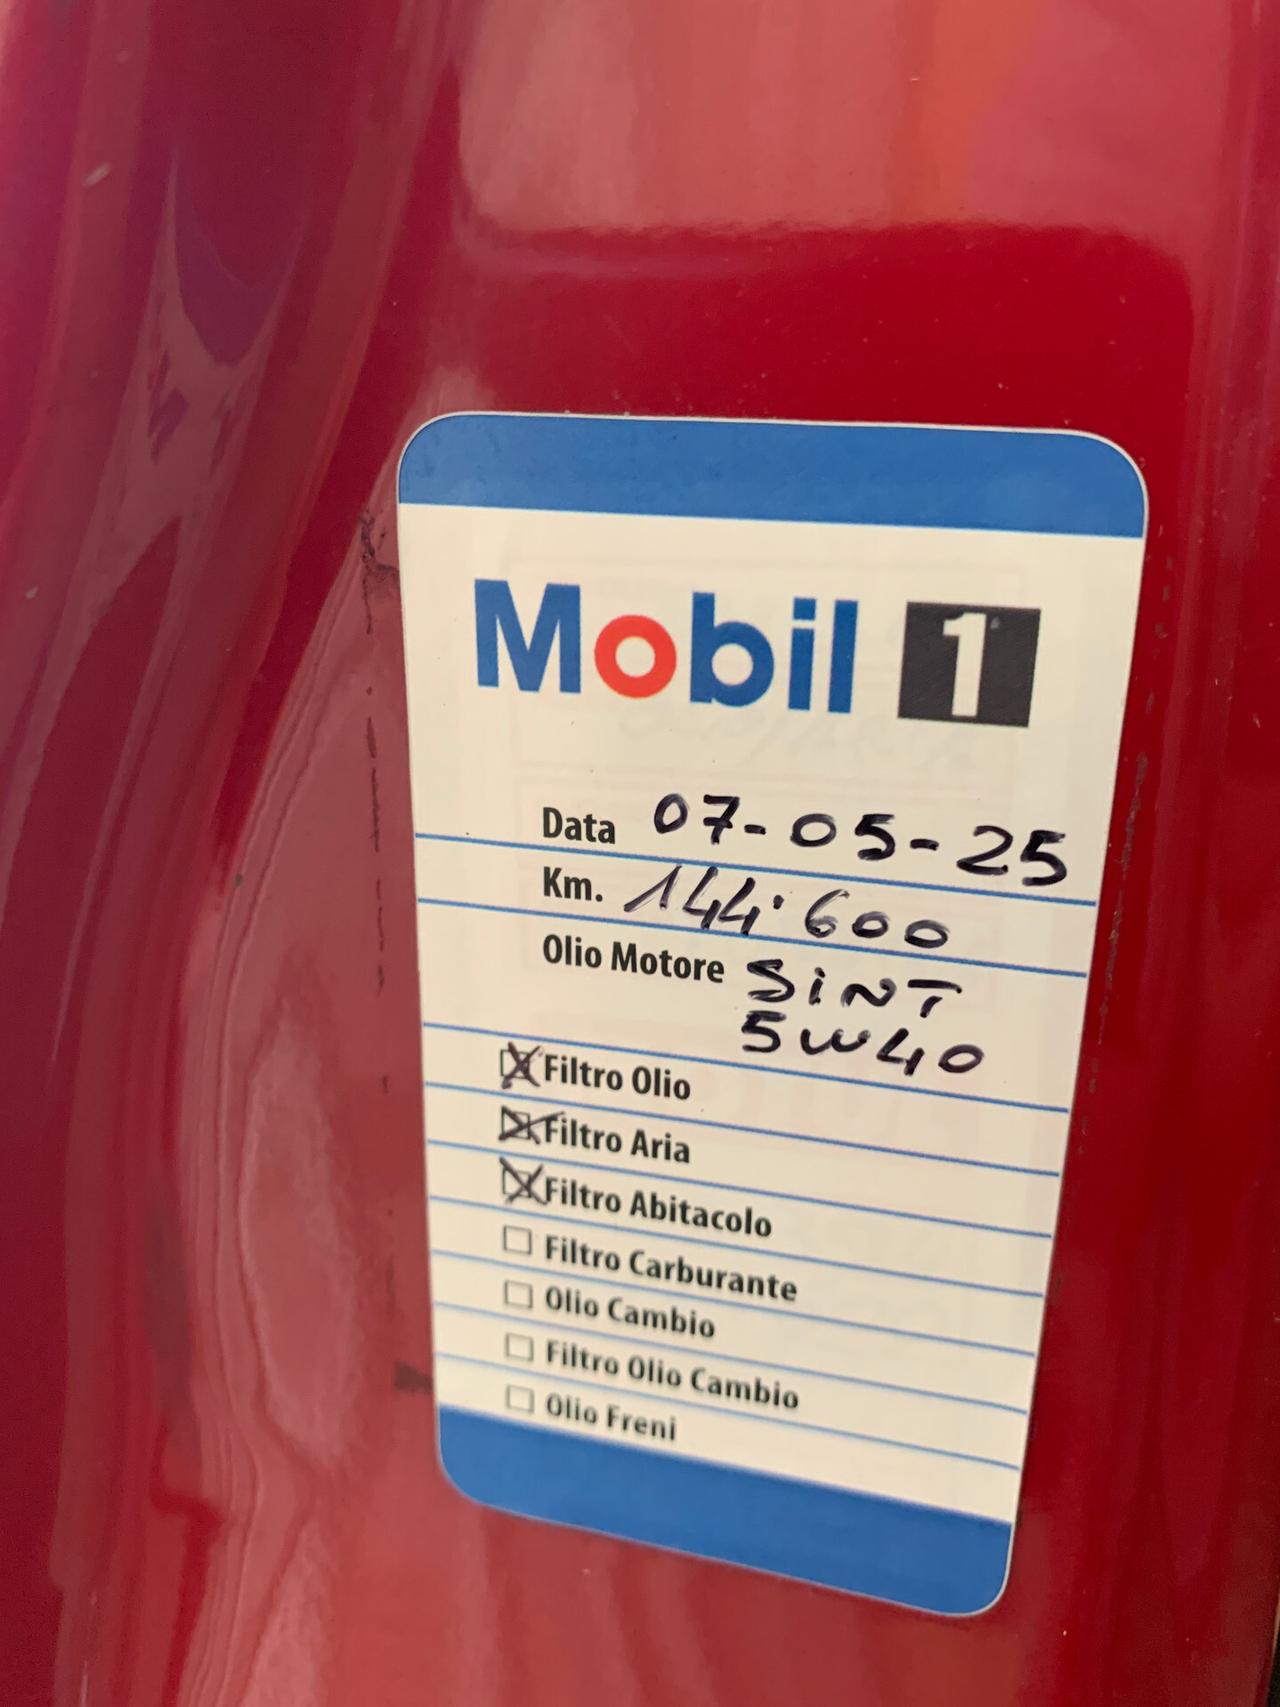 Mobil 1
Data 07-05-25
Km. 144.600
Olio Motore SiNT
5W40
Filtro Olio
Filtro Aria
Filtro Abitacolo
Filtro Carburante
Olio Cambio
Filtro Olio Cambio
Olio Freni